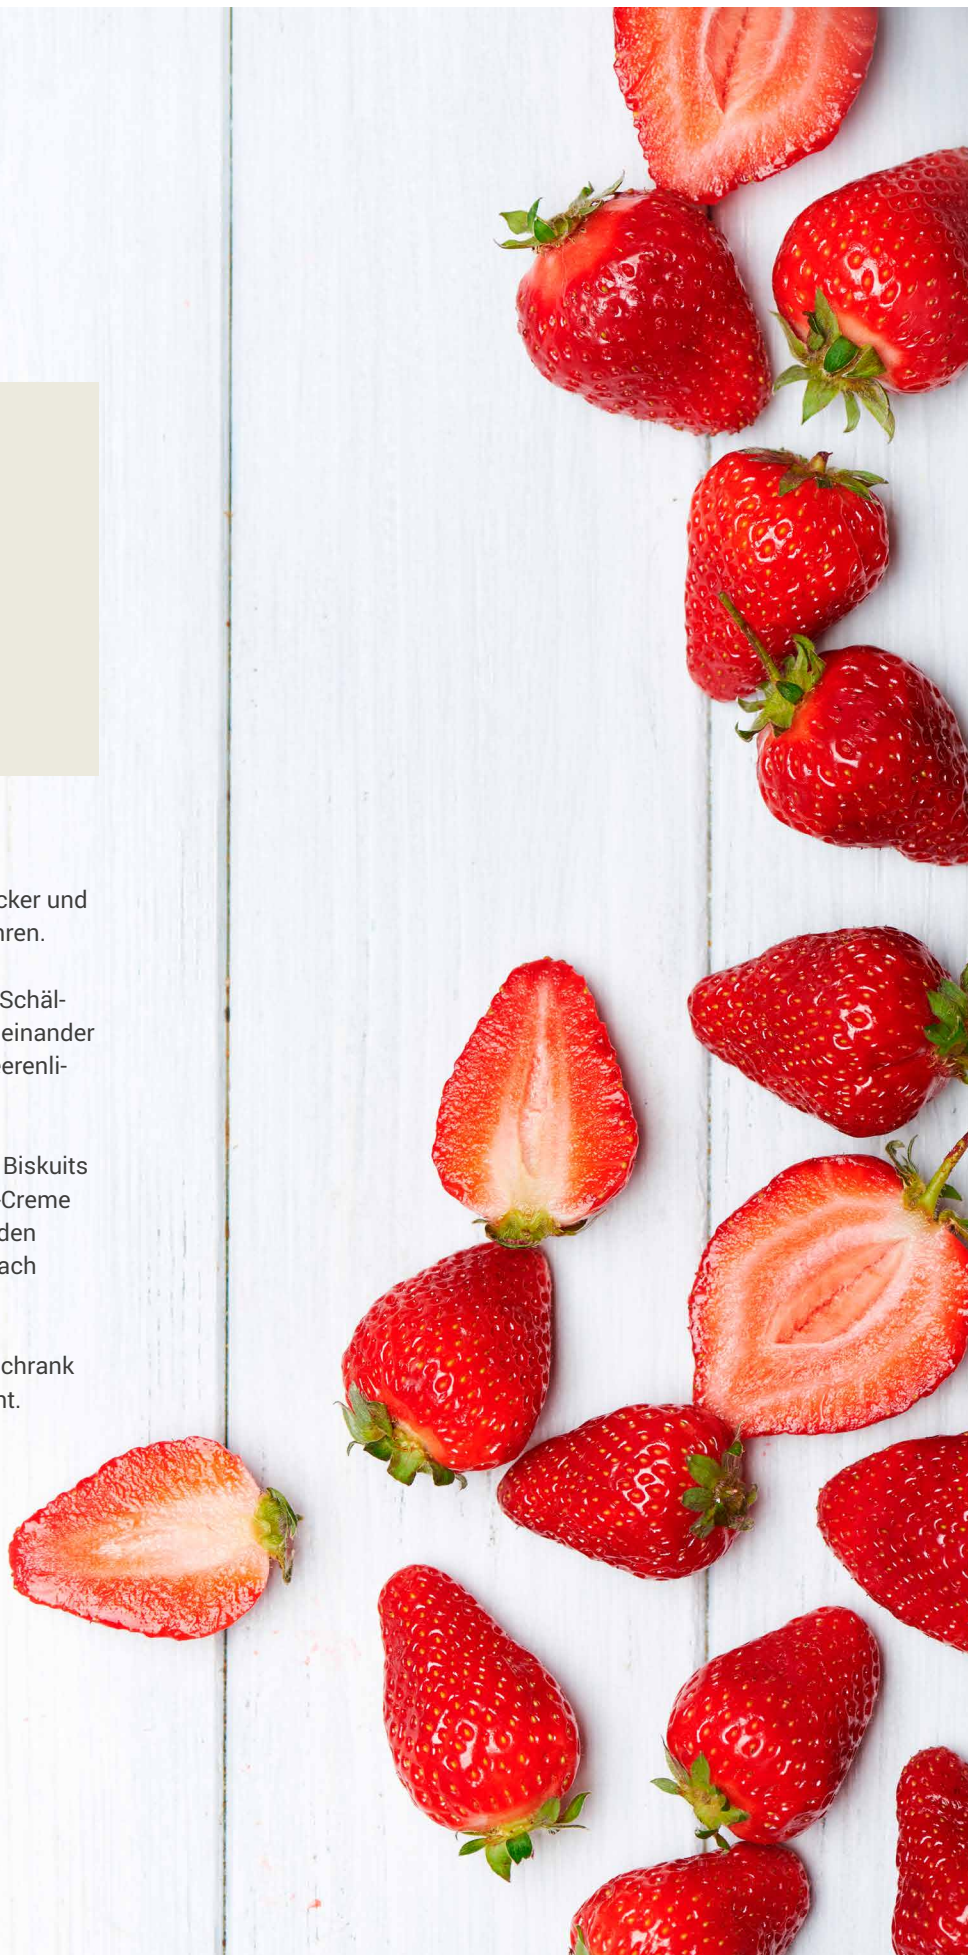 cker und
hren.
Schäl-
einander
erenli-
Biskuits
-Creme
den
ach
chrank
nt.